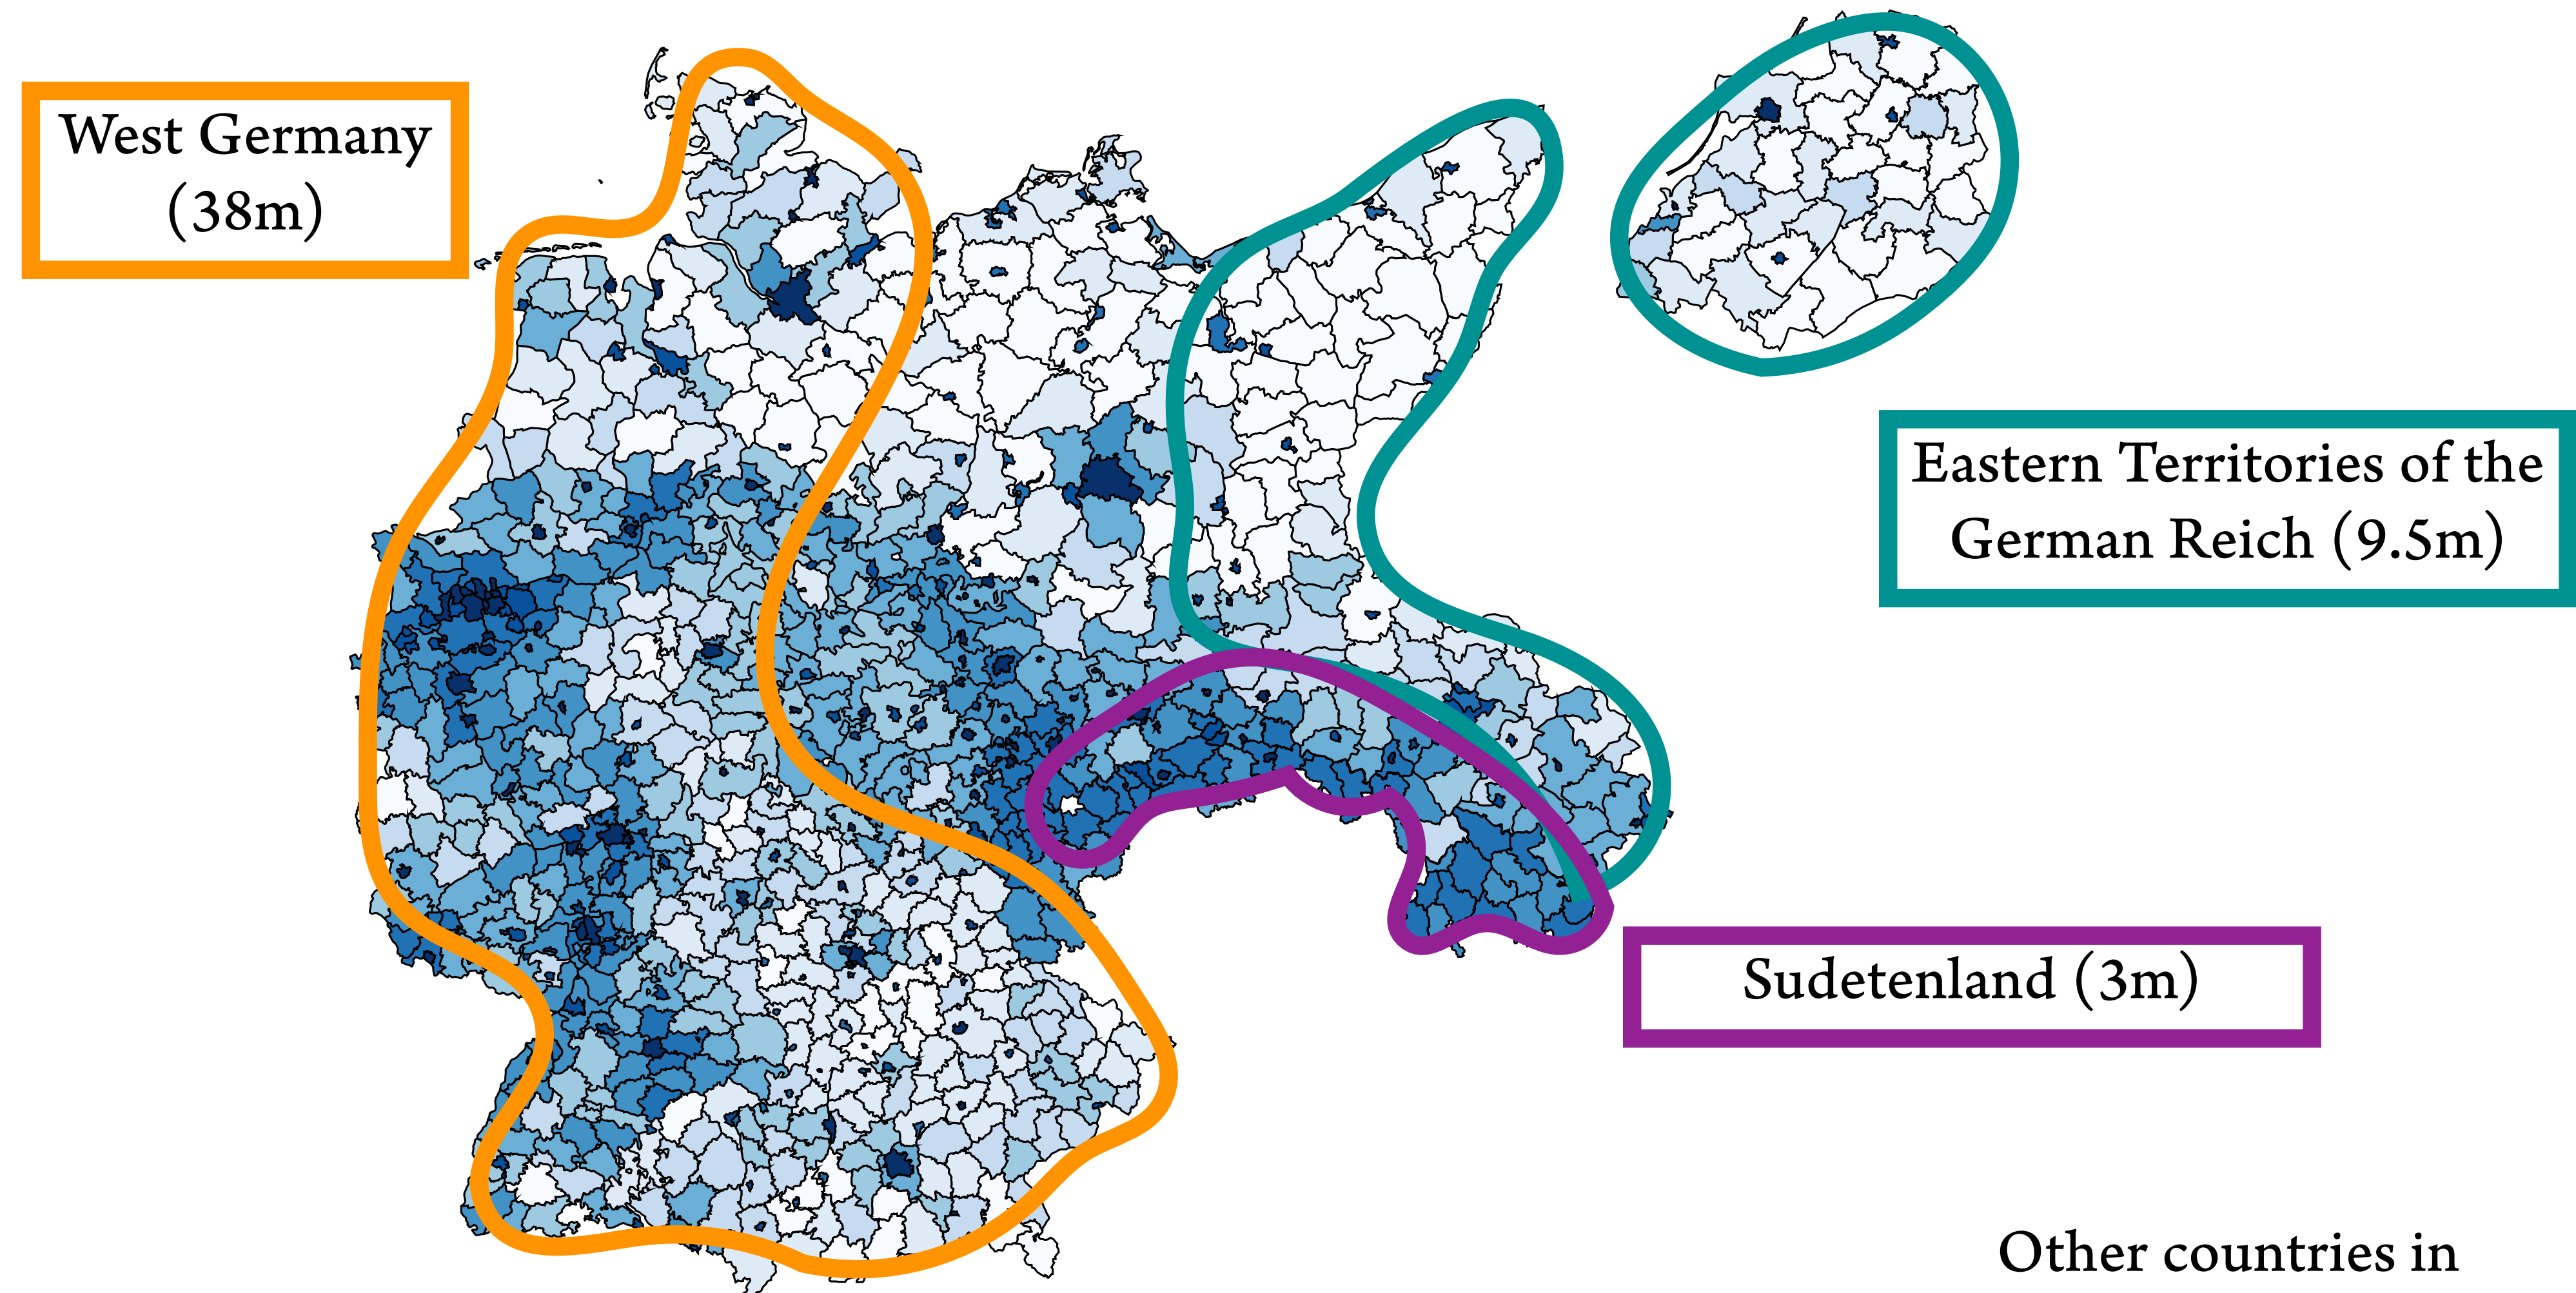 West Germany
(38m)
Eastern Territories of the
German Reich (9.5m)
Sudetenland (3m)
Other countries in